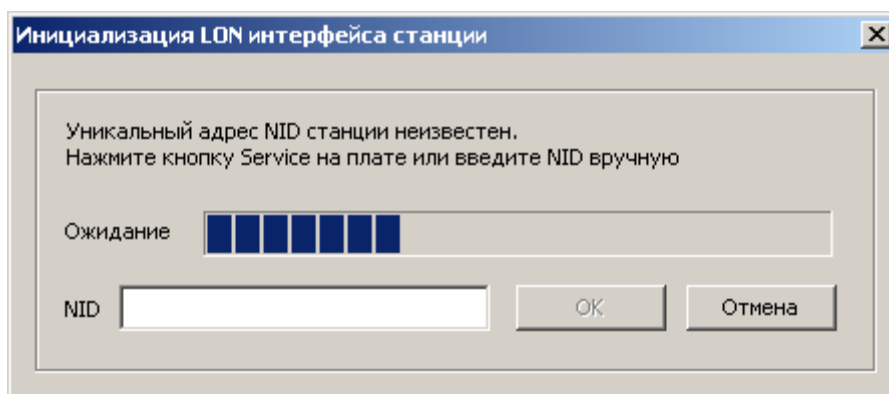 Инициализация LON интерфейса станции
Уникальный адрес NID станции неизвестен.
Нажмите кнопку Service на плате или введите NID вручную
Ожидание
NID
OK
Отмена